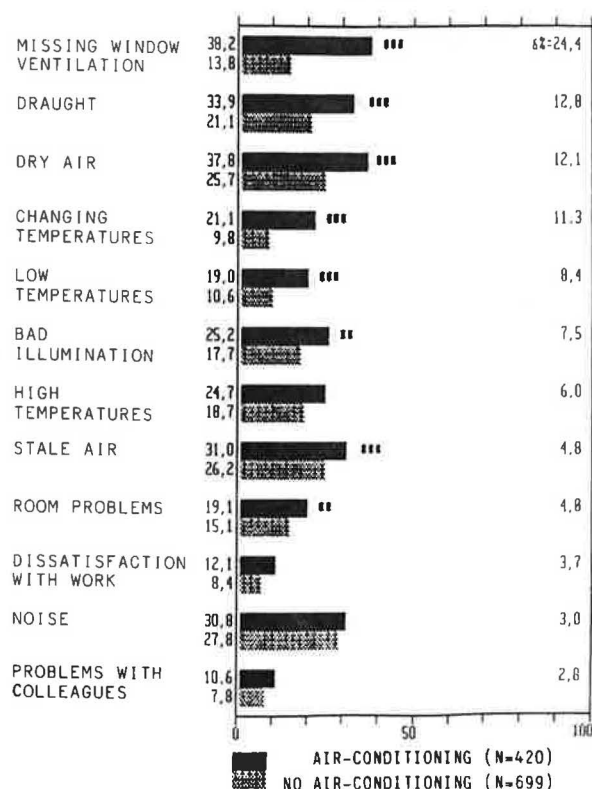 MISSING WINDOW 38,2 *** δ%=24,4
VENTILATION 13,8
DRAUGHT 33,9 *** 12,8
21,1
DRY AIR 37,8 *** 12,1
25,7
CHANGING 21,1 *** 11.3
TEMPERATURES 9,8
LOW 19,0 *** 8,4
TEMPERATURES 10,6
BAD 25,2 ** 7,5
ILLUMINATION 17,7
HIGH 24,7 6.0
TEMPERATURES 18,7
STALE AIR 31,0 *** 4.8
26,2
ROOM PROBLEMS 19,1 ** 4,8
15,1
DISSATISFACTION 12,1 3,7
WITH WORK 8,4
NOISE 30,8 3,0
27,8
PROBLEMS WITH 10,6 2,8
COLLEAGUES 7,8
0 50 100
AIR-CONDITIONING (N=420)
NO AIR-CONDITIONING (N=699)